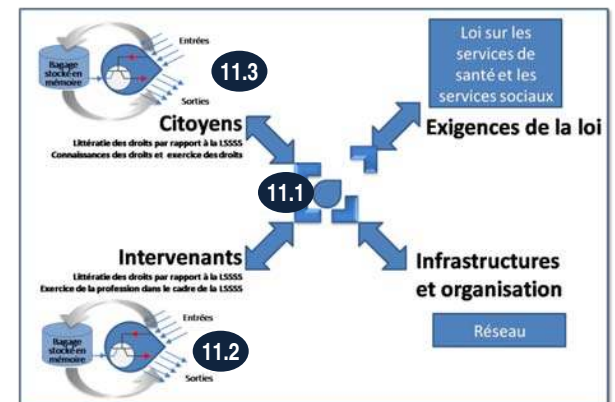 Entrées
Bagage
stocké en
mémoire
11.3
Sorties
Citoyens
Littératie des droits par rapport à la LSSSS
Connaissances des droits et exercice des droits
Loi sur les
services de
santé et les
services sociaux
Exigences de la loi
11.1
Intervenants
Littératie des droits par rapport à la LSSSS
Exercice de la profession dans le cadre de la LSSSS
Entrées
Bagage
stocké en
mémoire
11.2
Sorties
Infrastructures
et organisation
Réseau